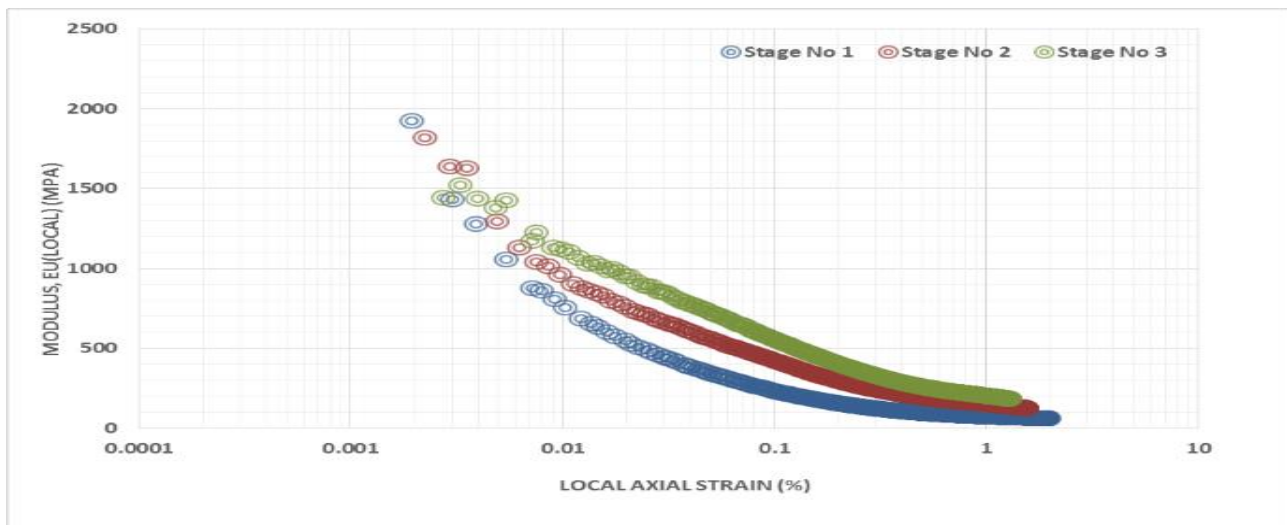 2500
Stage No 1 Stage No 2 Stage No 3
2000
1500
1000
500
0
MODULUS, EU(LOCAL) (MPA)
0.0001 0.001 0.01 0.1 1 10
LOCAL AXIAL STRAIN (%)